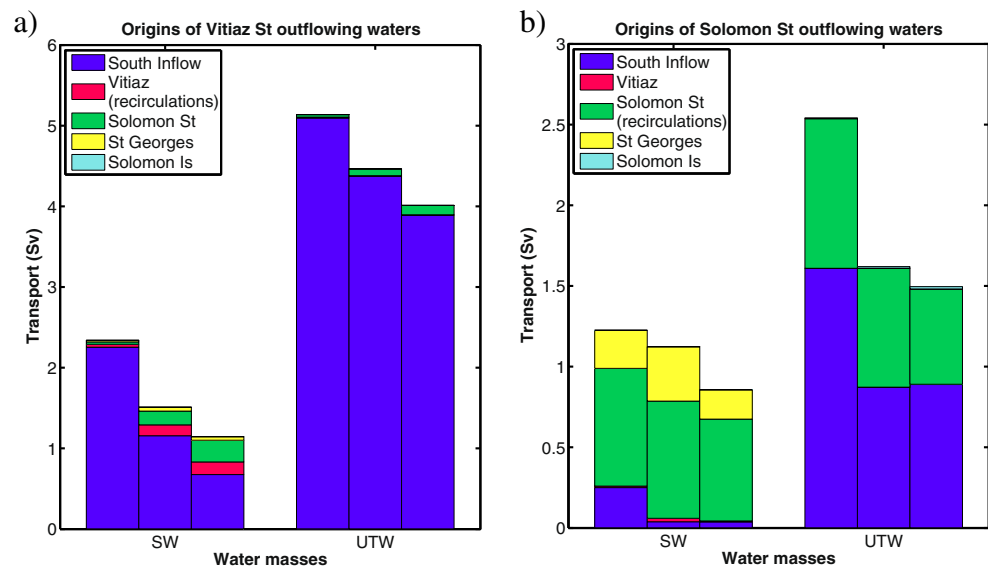 a)
Origins of Vitiaz St outflowing waters
6
5
4
3
2
1
0
Transport (Sv)
South Inflow
Vitiaz
(recirculations)
Solomon St
St Georges
Solomon Is
SW
UTW
Water masses
b)
Origins of Solomon St outflowing waters
3
2.5
2
1.5
1
0.5
0
Transport (Sv)
South Inflow
Vitiaz
Solomon St
(recirculations)
St Georges
Solomon Is
SW
UTW
Water masses